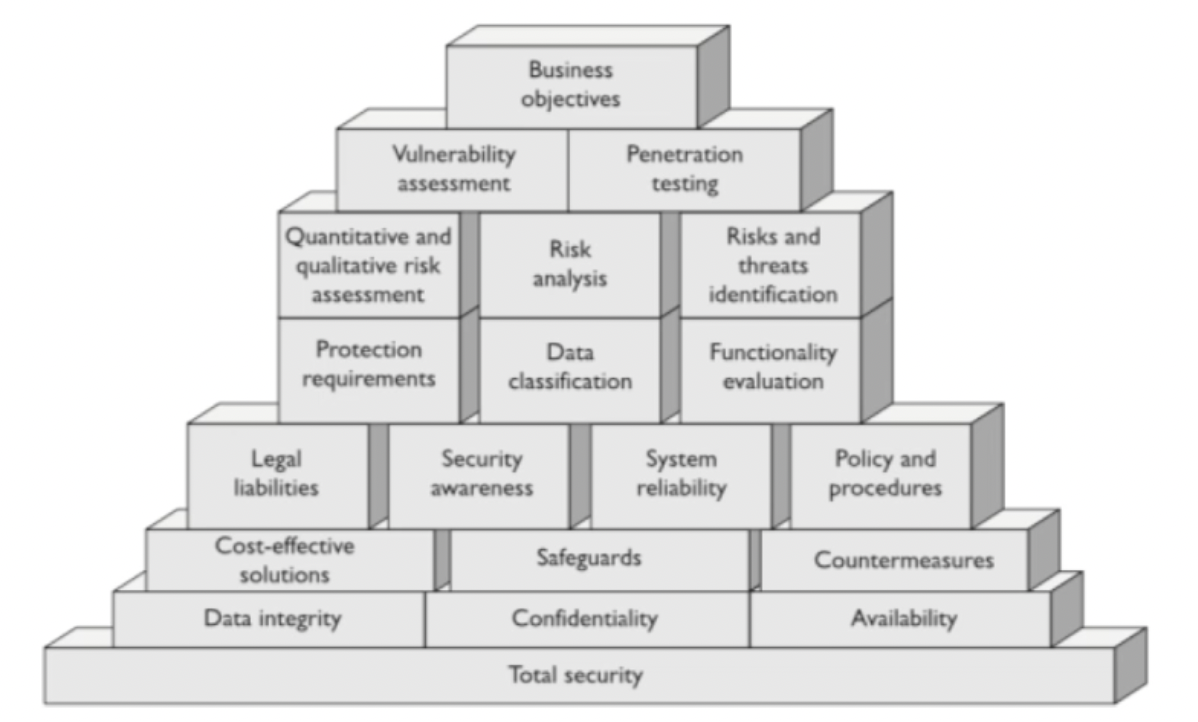 Business
objectives
Vulnerability
assessment
Penetration
testing
Quantitative and
qualitative risk
assessment
Risk
analysis
Risks and
threats
identification
Protection
requirements
Data
classification
Functionality
evaluation
Legal
liabilities
Security
awareness
System
reliability
Policy and
procedures
Cost-effective
solutions
Safeguards
Countermeasures
Data integrity
Confidentiality
Availability
Total security